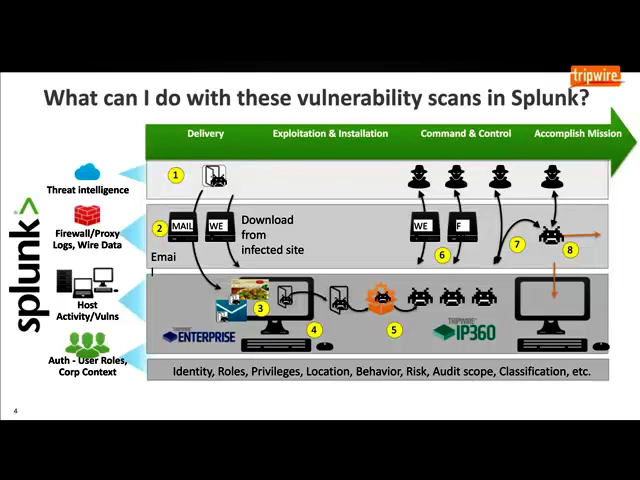 tripwire
What can I do with these vulnerability scans in Splunk?
Delivery
Exploitation & Installation
Command & Control
Accomplish Mission
splunk>
Threat intelligence
1
Firewall/Proxy
Logs, Wire Data
2
MAIL
WE
Download
from
infected site
Emai
l
WE
F
6
7
8
Host
Activity/Vulns
3
4
5
TRIPWIRE
ENTERPRISE
TRIPWIRE
IP360
Auth - User Roles,
Corp Context
Identity, Roles, Privileges, Location, Behavior, Risk, Audit scope, Classification, etc.
4